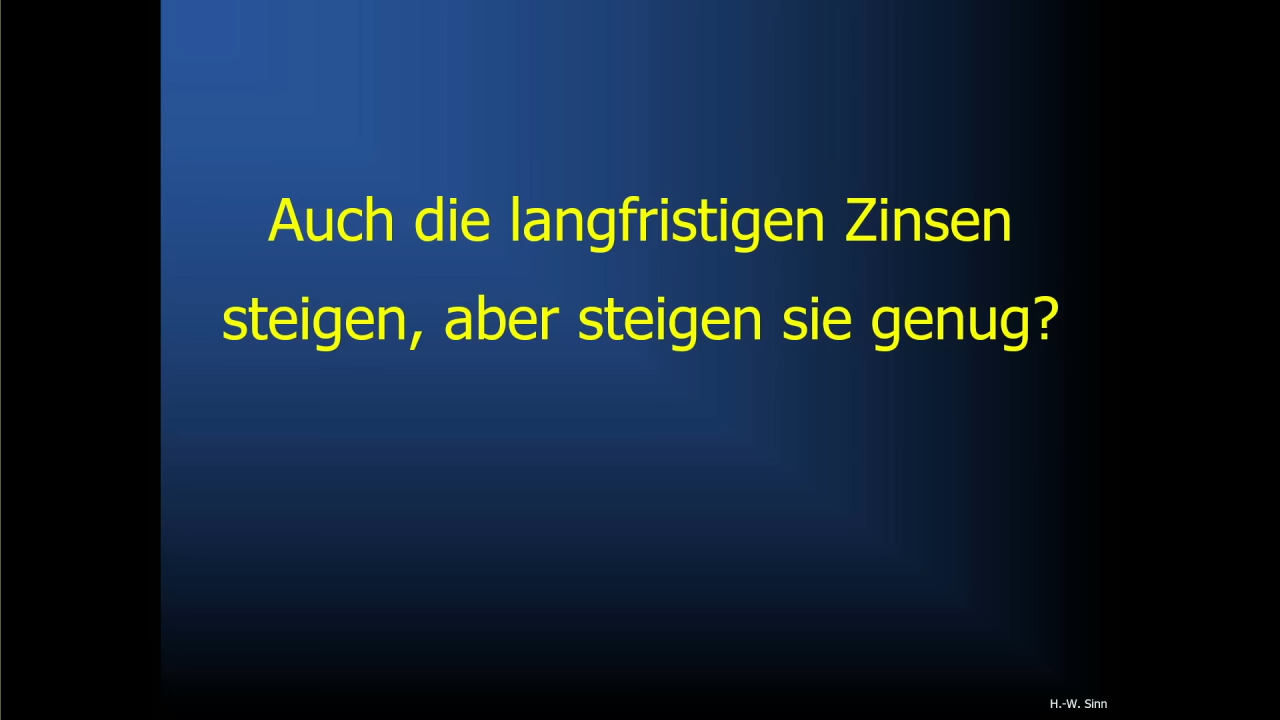 Auch die langfristigen Zinsen
steigen, aber steigen sie genug?
H.-W. Sinn